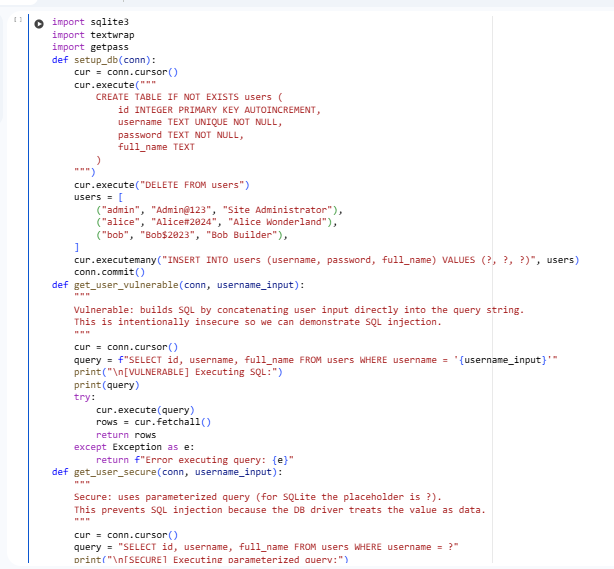 [ ]
import sqlite3
import textwrap
import getpass
def setup_db(conn):
    cur = conn.cursor()
    cur.execute("""
        CREATE TABLE IF NOT EXISTS users (
            id INTEGER PRIMARY KEY AUTOINCREMENT,
            username TEXT UNIQUE NOT NULL,
            password TEXT NOT NULL,
            full_name TEXT
        )
    """)
    cur.execute("DELETE FROM users")
    users = [
        ("admin", "Admin@123", "Site Administrator"),
        ("alice", "Alice#2024", "Alice Wonderland"),
        ("bob", "Bob$2023", "Bob Builder"),
    ]
    cur.executemany("INSERT INTO users (username, password, full_name) VALUES (?, ?, ?)", users)
    conn.commit()
def get_user_vulnerable(conn, username_input):
    """
    Vulnerable: builds SQL by concatenating user input directly into the query string.
    This is intentionally insecure so we can demonstrate SQL injection.
    """
    cur = conn.cursor()
    query = f"SELECT id, username, full_name FROM users WHERE username = '{username_input}'"
    print("\n[VULNERABLE] Executing SQL:")
    print(query)
    try:
        cur.execute(query)
        rows = cur.fetchall()
        return rows
    except Exception as e:
        return f"Error executing query: {e}"
def get_user_secure(conn, username_input):
    """
    Secure: uses parameterized query (for SQLite the placeholder is ?).
    This prevents SQL injection because the DB driver treats the value as data.
    """
    cur = conn.cursor()
    query = "SELECT id, username, full_name FROM users WHERE username = ?"
    print("\n[SECURE] Executing parameterized query:")